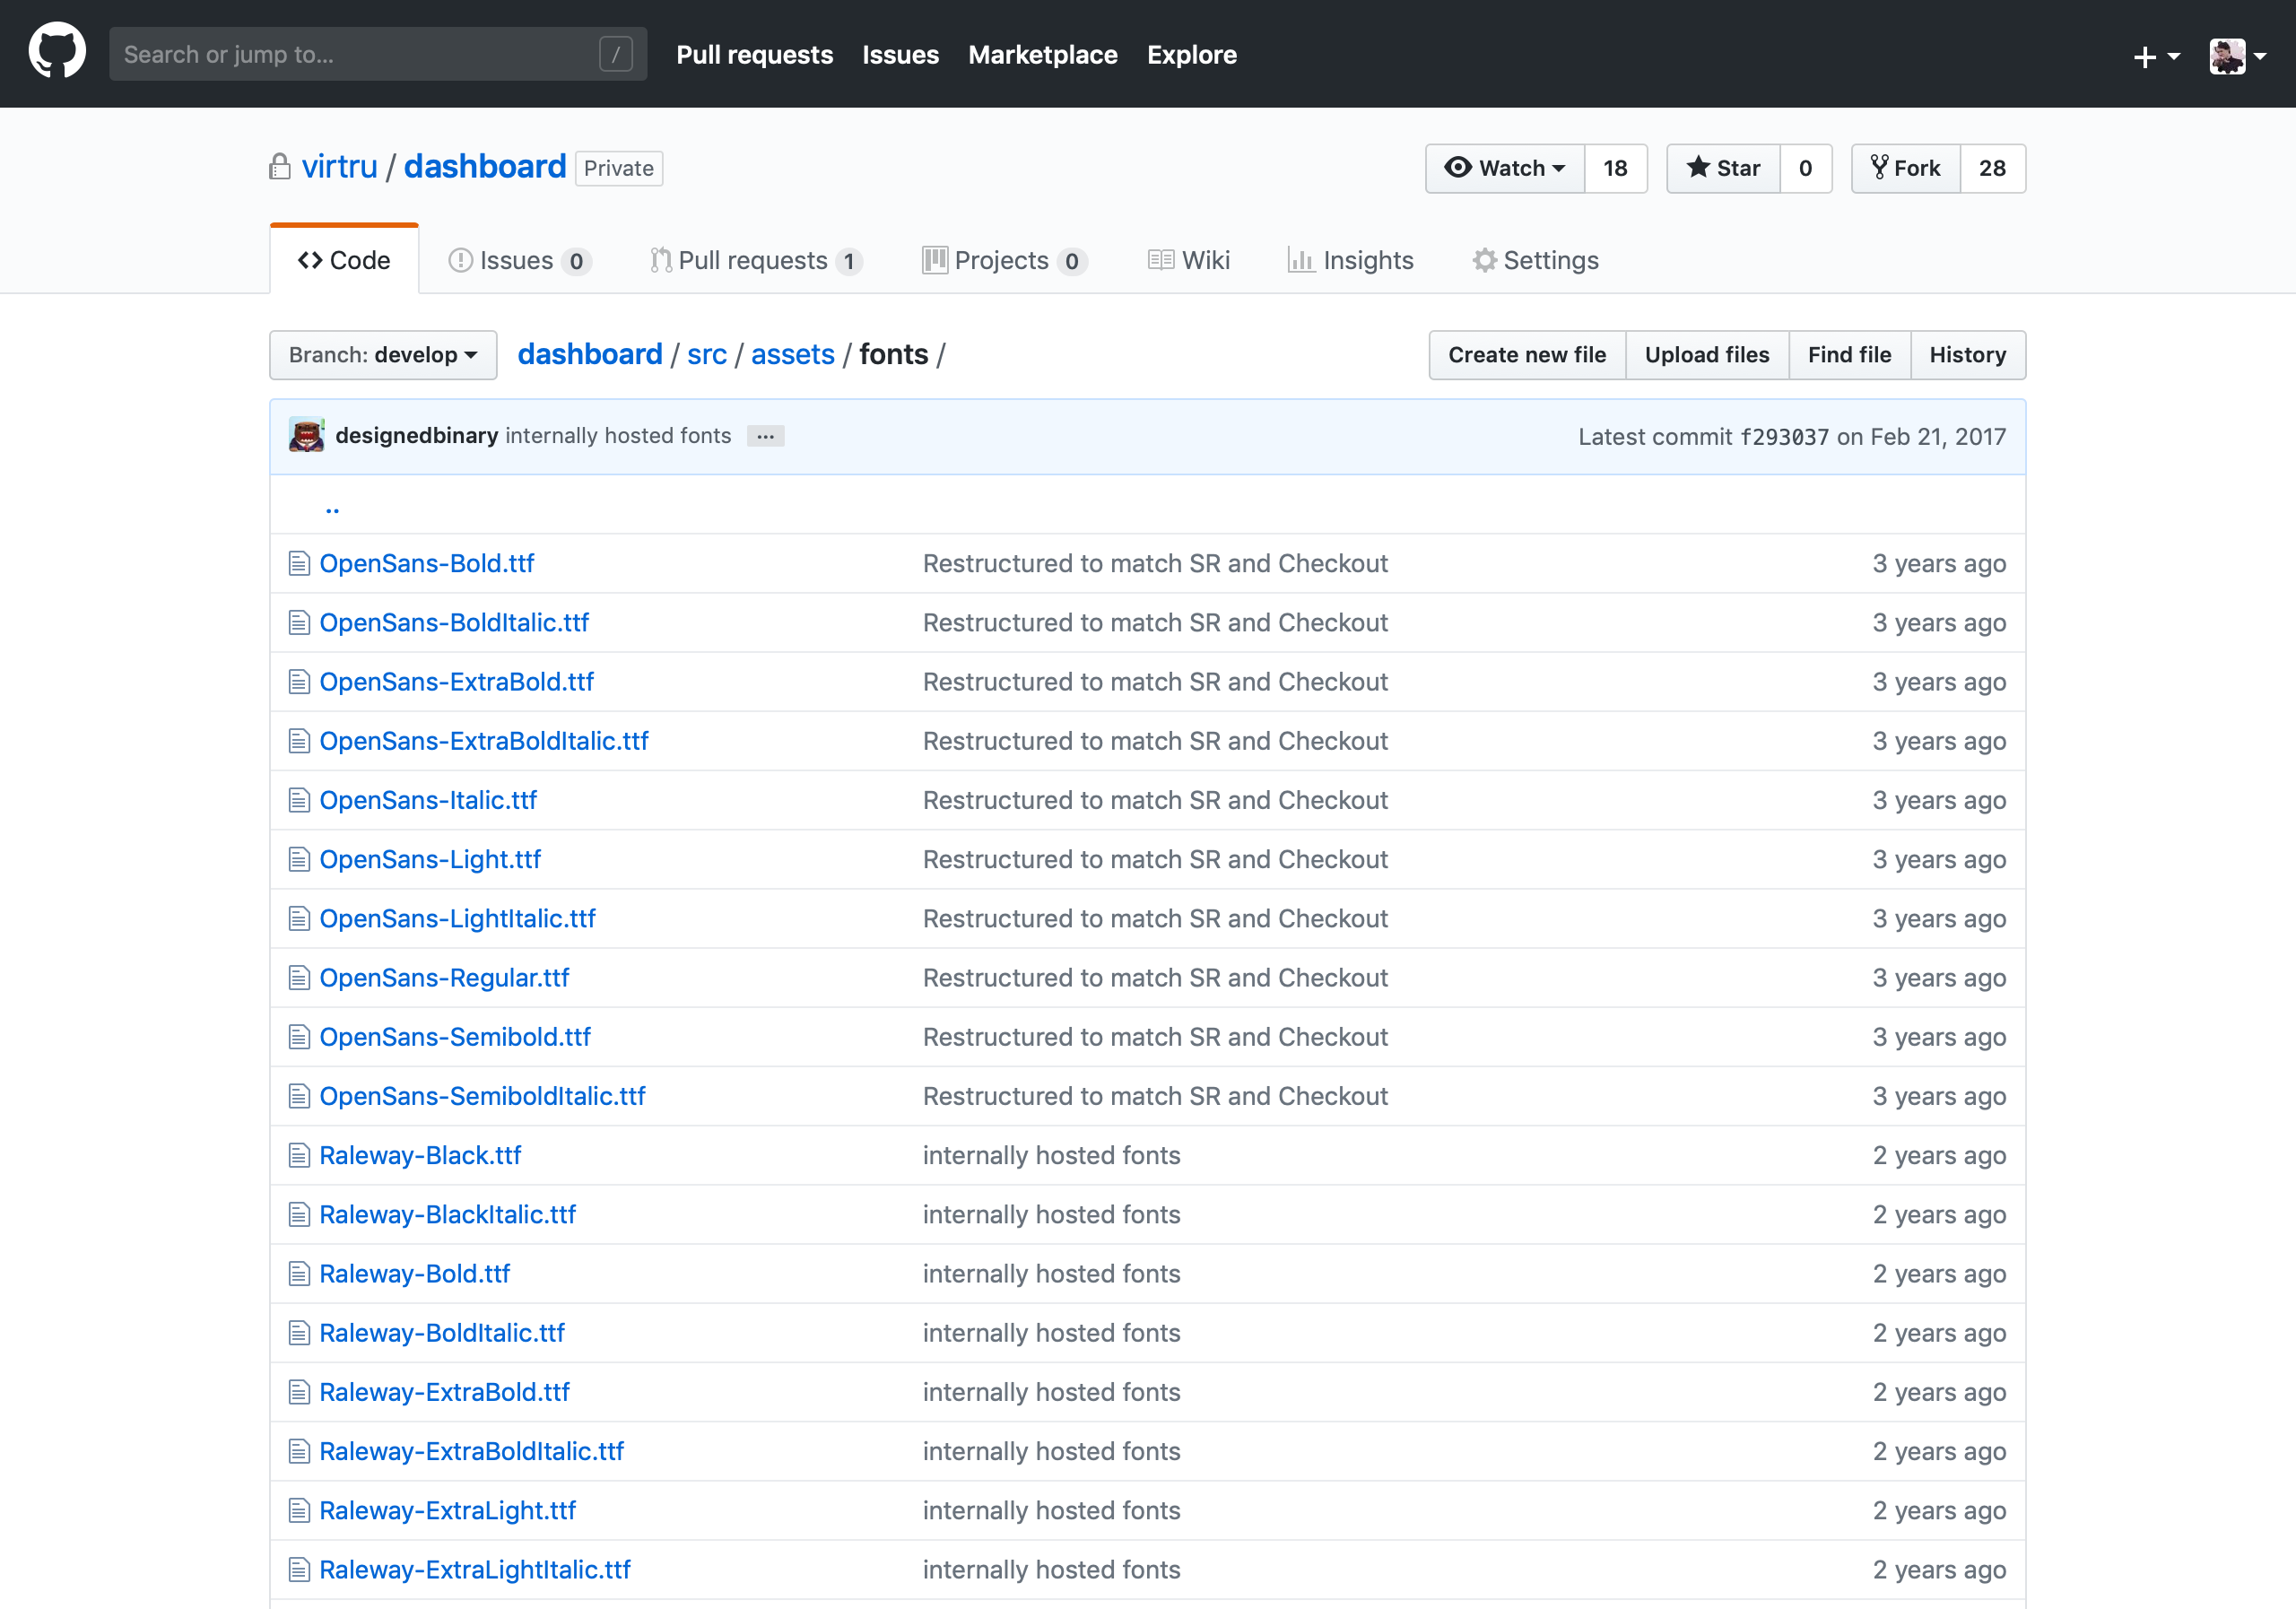 Search or jump to... /
Pull requests Issues Marketplace Explore
virtru / dashboard Private
Watch 18 Star 0 Fork 28
Code Issues 0 Pull requests 1 Projects 0 Wiki Insights Settings
Branch: develop dashboard / src / assets / fonts /
Create new file Upload files Find file History
designedbinary internally hosted fonts ... Latest commit f293037 on Feb 21, 2017
..
OpenSans-Bold.ttf Restructured to match SR and Checkout 3 years ago
OpenSans-BoldItalic.ttf Restructured to match SR and Checkout 3 years ago
OpenSans-ExtraBold.ttf Restructured to match SR and Checkout 3 years ago
OpenSans-ExtraBoldItalic.ttf Restructured to match SR and Checkout 3 years ago
OpenSans-Italic.ttf Restructured to match SR and Checkout 3 years ago
OpenSans-Light.ttf Restructured to match SR and Checkout 3 years ago
OpenSans-LightItalic.ttf Restructured to match SR and Checkout 3 years ago
OpenSans-Regular.ttf Restructured to match SR and Checkout 3 years ago
OpenSans-Semibold.ttf Restructured to match SR and Checkout 3 years ago
OpenSans-SemiboldItalic.ttf Restructured to match SR and Checkout 3 years ago
Raleway-Black.ttf internally hosted fonts 2 years ago
Raleway-BlackItalic.ttf internally hosted fonts 2 years ago
Raleway-Bold.ttf internally hosted fonts 2 years ago
Raleway-BoldItalic.ttf internally hosted fonts 2 years ago
Raleway-ExtraBold.ttf internally hosted fonts 2 years ago
Raleway-ExtraBoldItalic.ttf internally hosted fonts 2 years ago
Raleway-ExtraLight.ttf internally hosted fonts 2 years ago
Raleway-ExtraLightItalic.ttf internally hosted fonts 2 years ago